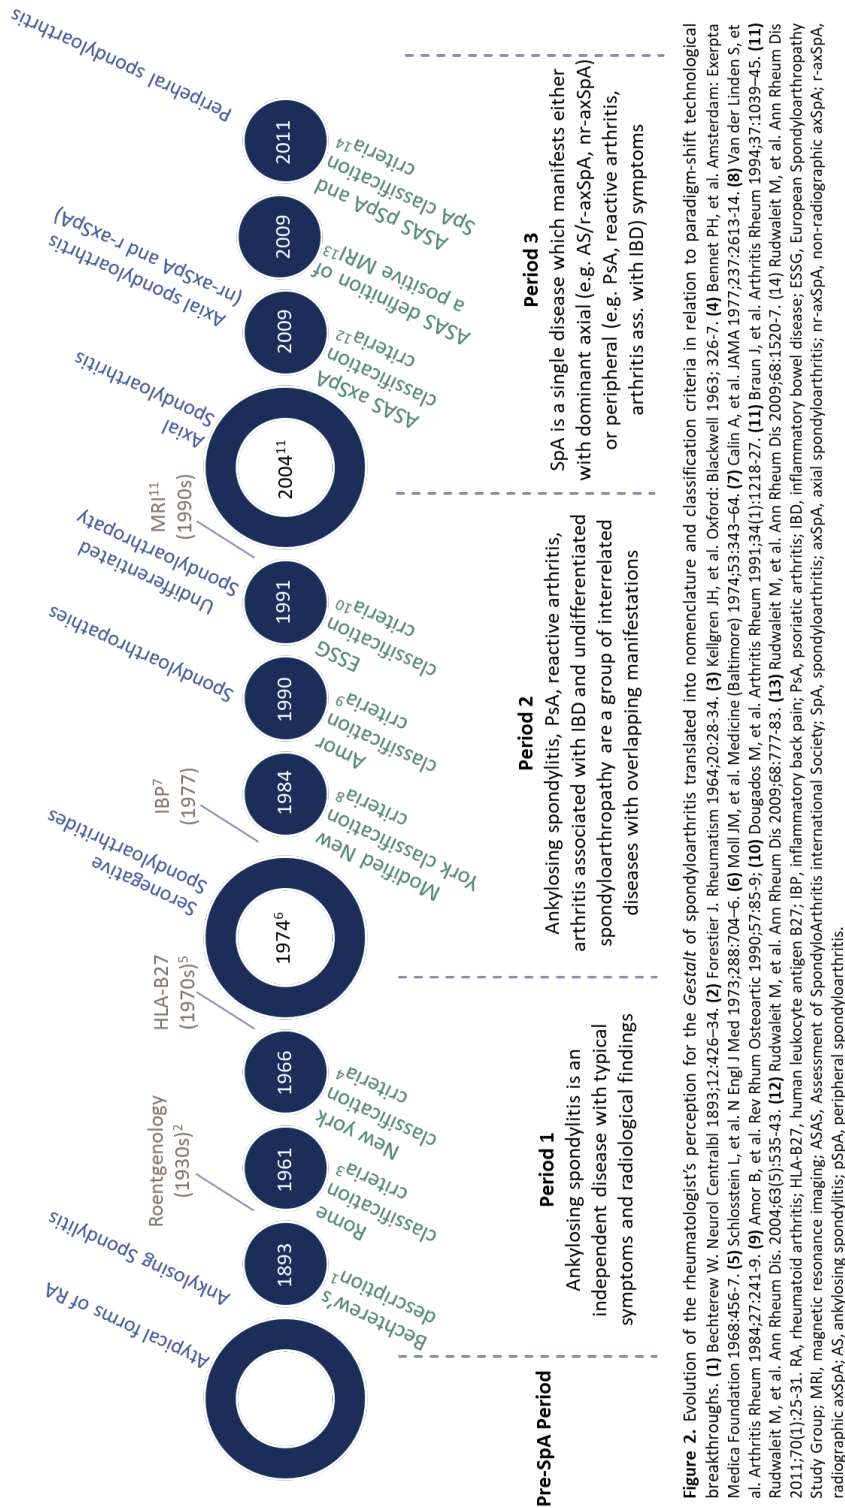 Atypical forms of RA
Ankylosing Spondylitis
Roentgenology
(1930s)2
HLA-B27
(1970s)5
Seronegative
Spondyloarthritides
IBP7
(1977)
Spondyloarthropathies
Undifferentiated
Spondyloarthropaty
MRI11
(1990s)
Axial
Spondyloarthritis
Axial spondyloarthritis
(nr-axSpA and r-axSpA)
Peripehral spondyloarthritis
1893
1961
1966
19746
1984
1990
1991
200411
2009
2009
2011
Bechterew's
description1
Rome
classification
criteria3
New york
classification
criteria4
Modified New
York classification
criteria8
Amor
classification
criteria9
ESSG
classification
criteria10
ASAS axSpA
classification
criteria12
ASAS definition of
a positive MRI13
ASAS pSpA and
SpA classification
criteria14
Pre-SpA Period
Period 1
Ankylosing spondylitis is an
independent disease with typical
symptoms and radiological findings
Period 2
Ankylosing spondylitis, PsA, reactive arthritis,
arthritis associated with IBD and undifferentiated
spondyloarthropathy are a group of interrelated
diseases with overlapping manifestations
Period 3
SpA is a single disease which manifests either
with dominant axial (e.g. AS/r-axSpA, nr-axSpA)
or peripheral (e.g. PsA, reactive arthritis,
arthritis ass. with IBD) symptoms
Figure 2. Evolution of the rheumatologist's perception for the Gestalt of spondyloarthritis translated into nomenclature and classification criteria in relation to paradigm-shift technological
breakthroughs. (1) Bechterew W. Neurol Centralbl 1893;12:426–34. (2) Forestier J. Rheumatism 1964;20:28-34. (3) Kellgren JH, et al. Oxford: Blackwell 1963; 326-7. (4) Bennet PH, et al. Amsterdam: Exerpta
Medica Foundation 1968:456-7. (5) Schlosstein L, et al. N Engl J Med 1973;288:704–6. (6) Moll JM, et al. Medicine (Baltimore) 1974;53:343–64. (7) Calin A, et al. JAMA 1977;237:2613-14. (8) Van der Linden S, et
al. Arthritis Rheum 1984;27:241-9. (9) Amor B, et al. Rev Rhum Osteoartic 1990;57:85-9; (10) Dougados M, et al. Arthritis Rheum 1991;34(1):1218-27. (11) Braun J, et al. Arthritis Rheum 1994;37:1039–45. (11)
Rudwaleit M, et al. Ann Rheum Dis. 2004;63(5):535-43. (12) Rudwaleit M, et al. Ann Rheum Dis 2009;68:777-83. (13) Rudwaleit M, et al. Ann Rheum Dis 2009;68:1520-7. (14) Rudwaleit M, et al. Ann Rheum Dis
2011;70(1):25-31. RA, rheumatoid arthritis; HLA-B27, human leukocyte antigen B27; IBP, inflammatory back pain; PsA, psoriatic arthritis; IBD, inflammatory bowel disease; ESSG, European Spondyloarthropathy
Study Group; MRI, magnetic resonance imaging; ASAS, Assessment of SpondyloArthritis international Society; SpA, spondyloarthritis; axSpA, axial spondyloarthritis; nr-axSpA, non-radiographic axSpA; r-axSpA,
radiographic axSpA; AS, ankylosing spondylitis; pSpA, peripheral spondyloarthritis.